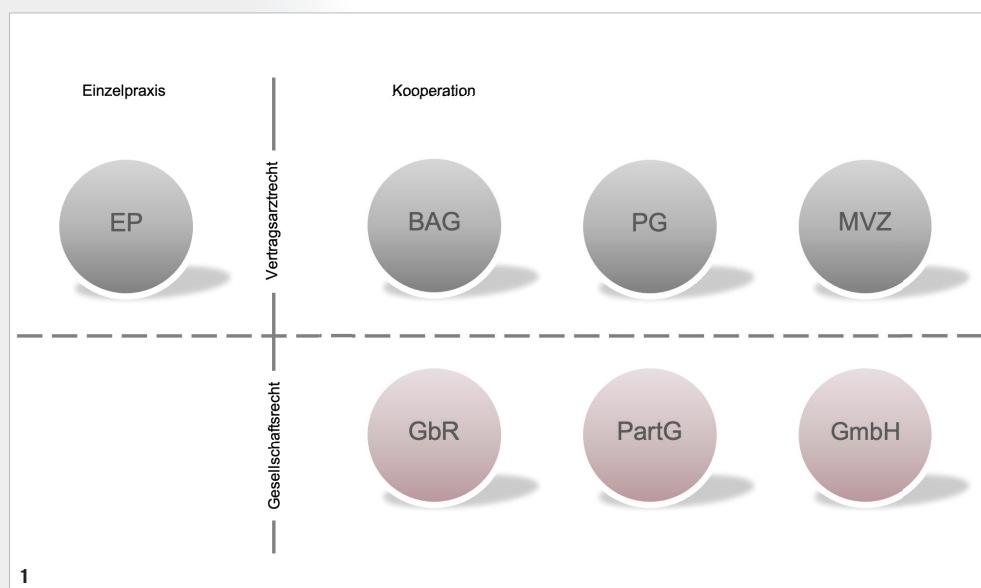 Einzelpraxis
Kooperation
Vertragsarztrecht
EP
BAG
PG
MVZ
Gesellschaftsrecht
GbR
PartG
GmbH
1